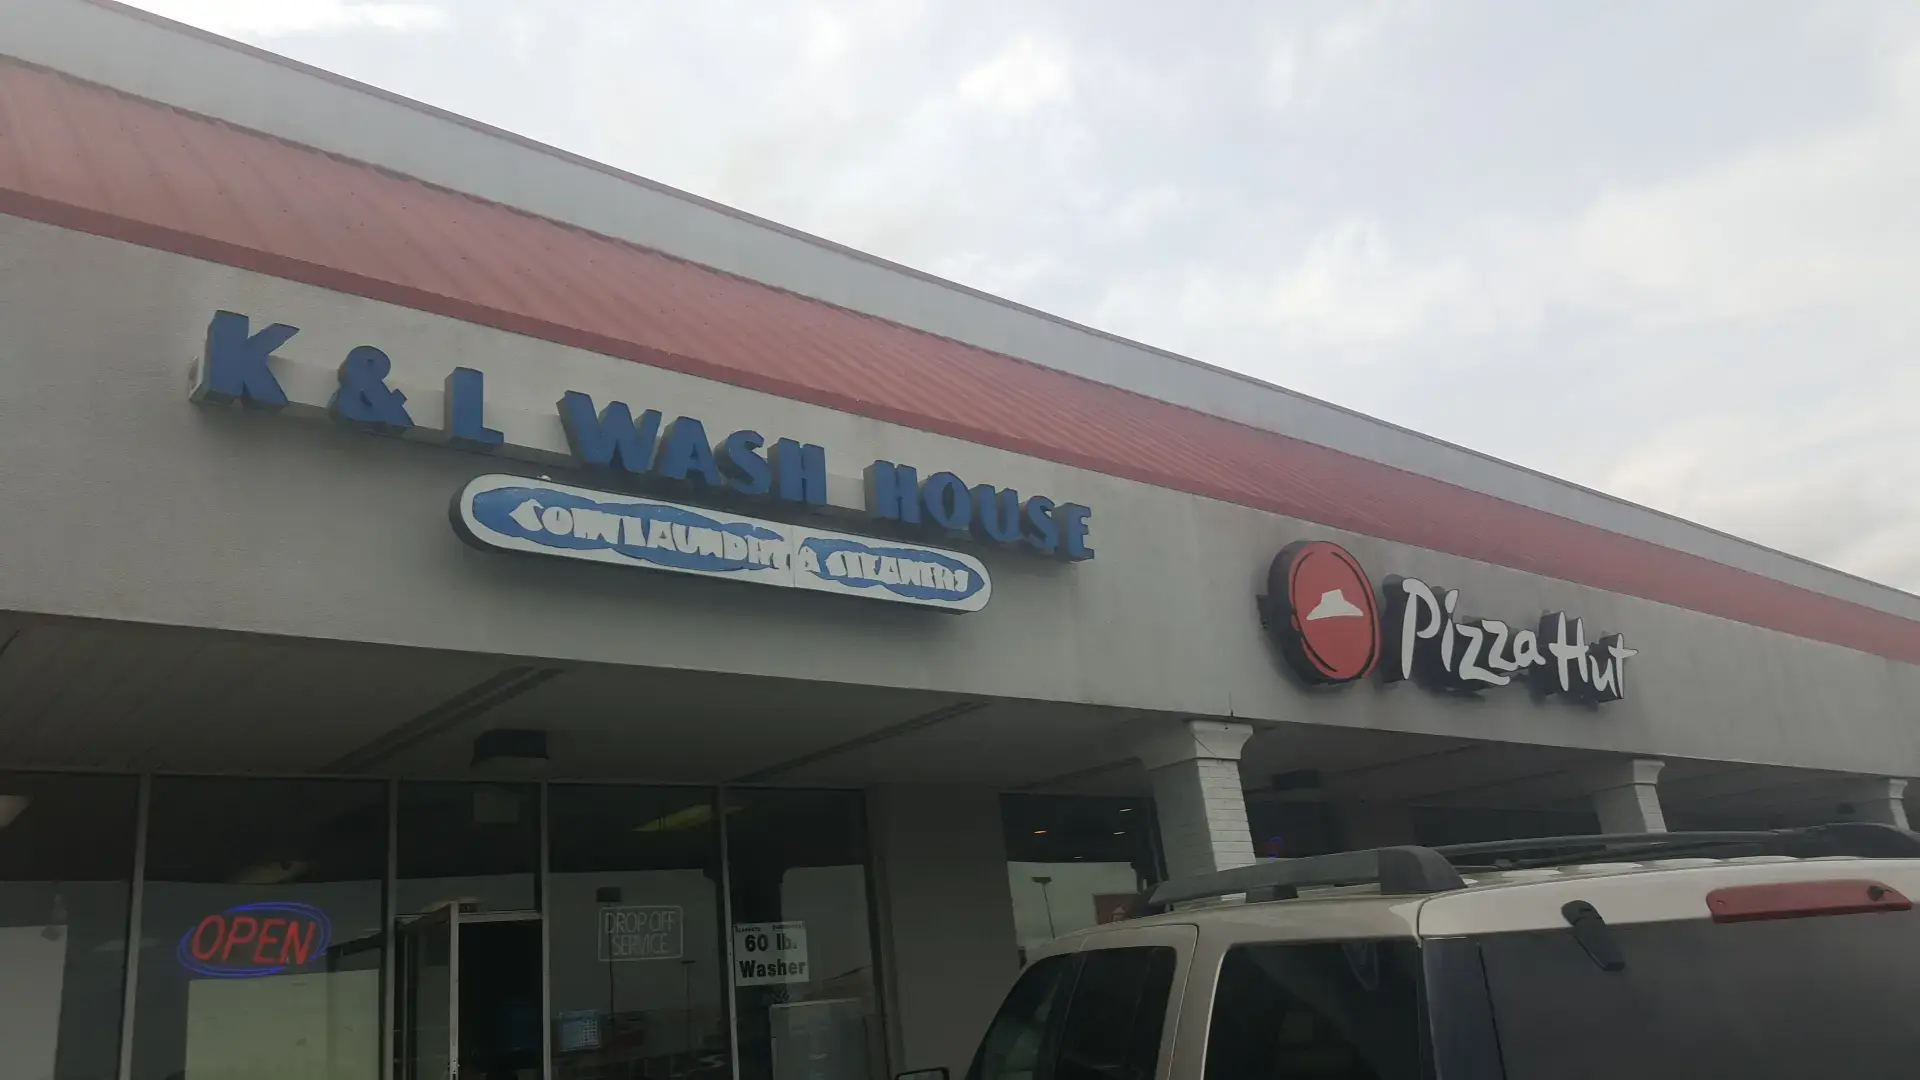 K & L WASH HOUSE
COIN LAUNDRY & CLEANERS
Pizza Hut
OPEN
DROP OFF
SERVICE
60 lb.
Washer